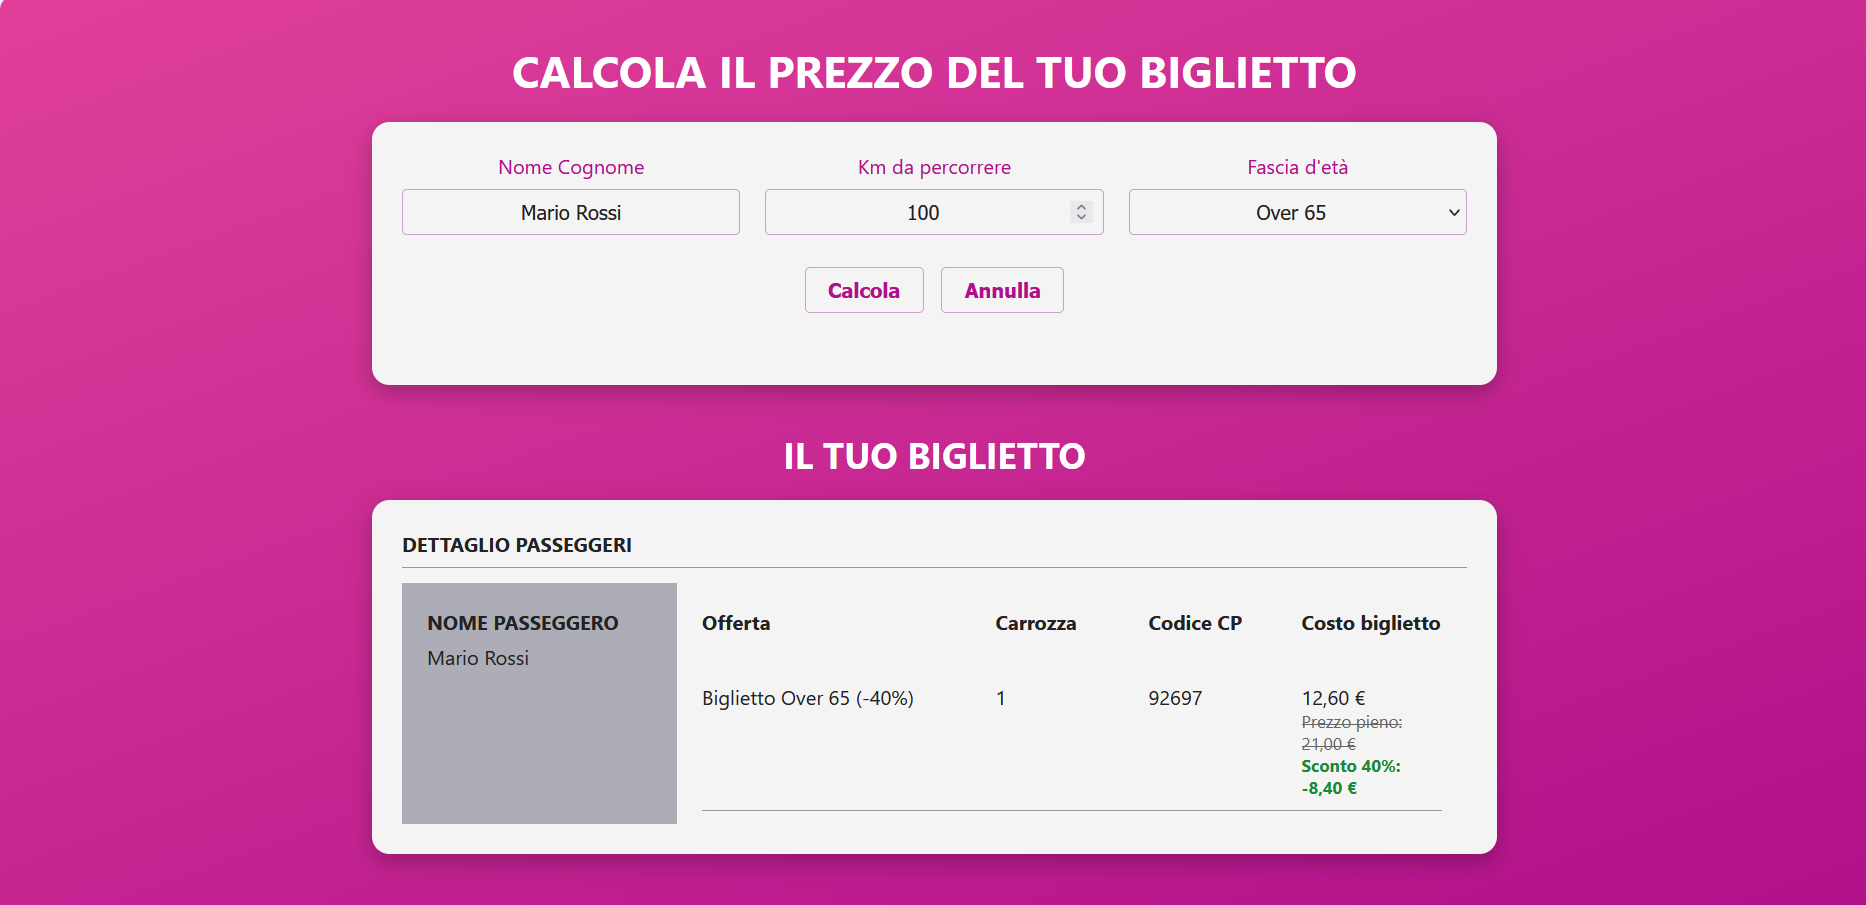 CALCOLA IL PREZZO DEL TUO BIGLIETTO
Nome Cognome
Km da percorrere
Fascia d'età
Mario Rossi
100
Over 65
Calcola
Annulla
IL TUO BIGLIETTO
DETTAGLIO PASSEGGERI
NOME PASSEGGERO
Mario Rossi
Offerta
Carrozza
Codice CP
Costo biglietto
Biglietto Over 65 (-40%)
1
92697
12,60 €
Prezzo pieno:
21,00 €
Sconto 40%:
-8,40 €